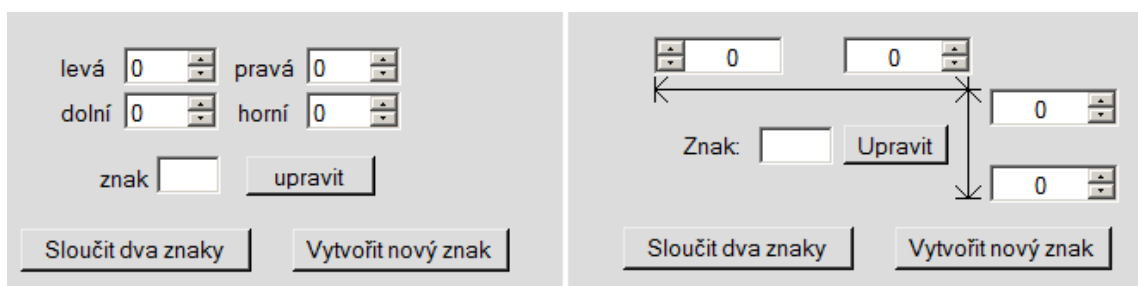 levá 0 pravá 0
dolní 0 horní 0
znak upravit
Sloučit dva znaky Vytvořit nový znak
0 0
0
Znak: Upravit
0
Sloučit dva znaky Vytvořit nový znak